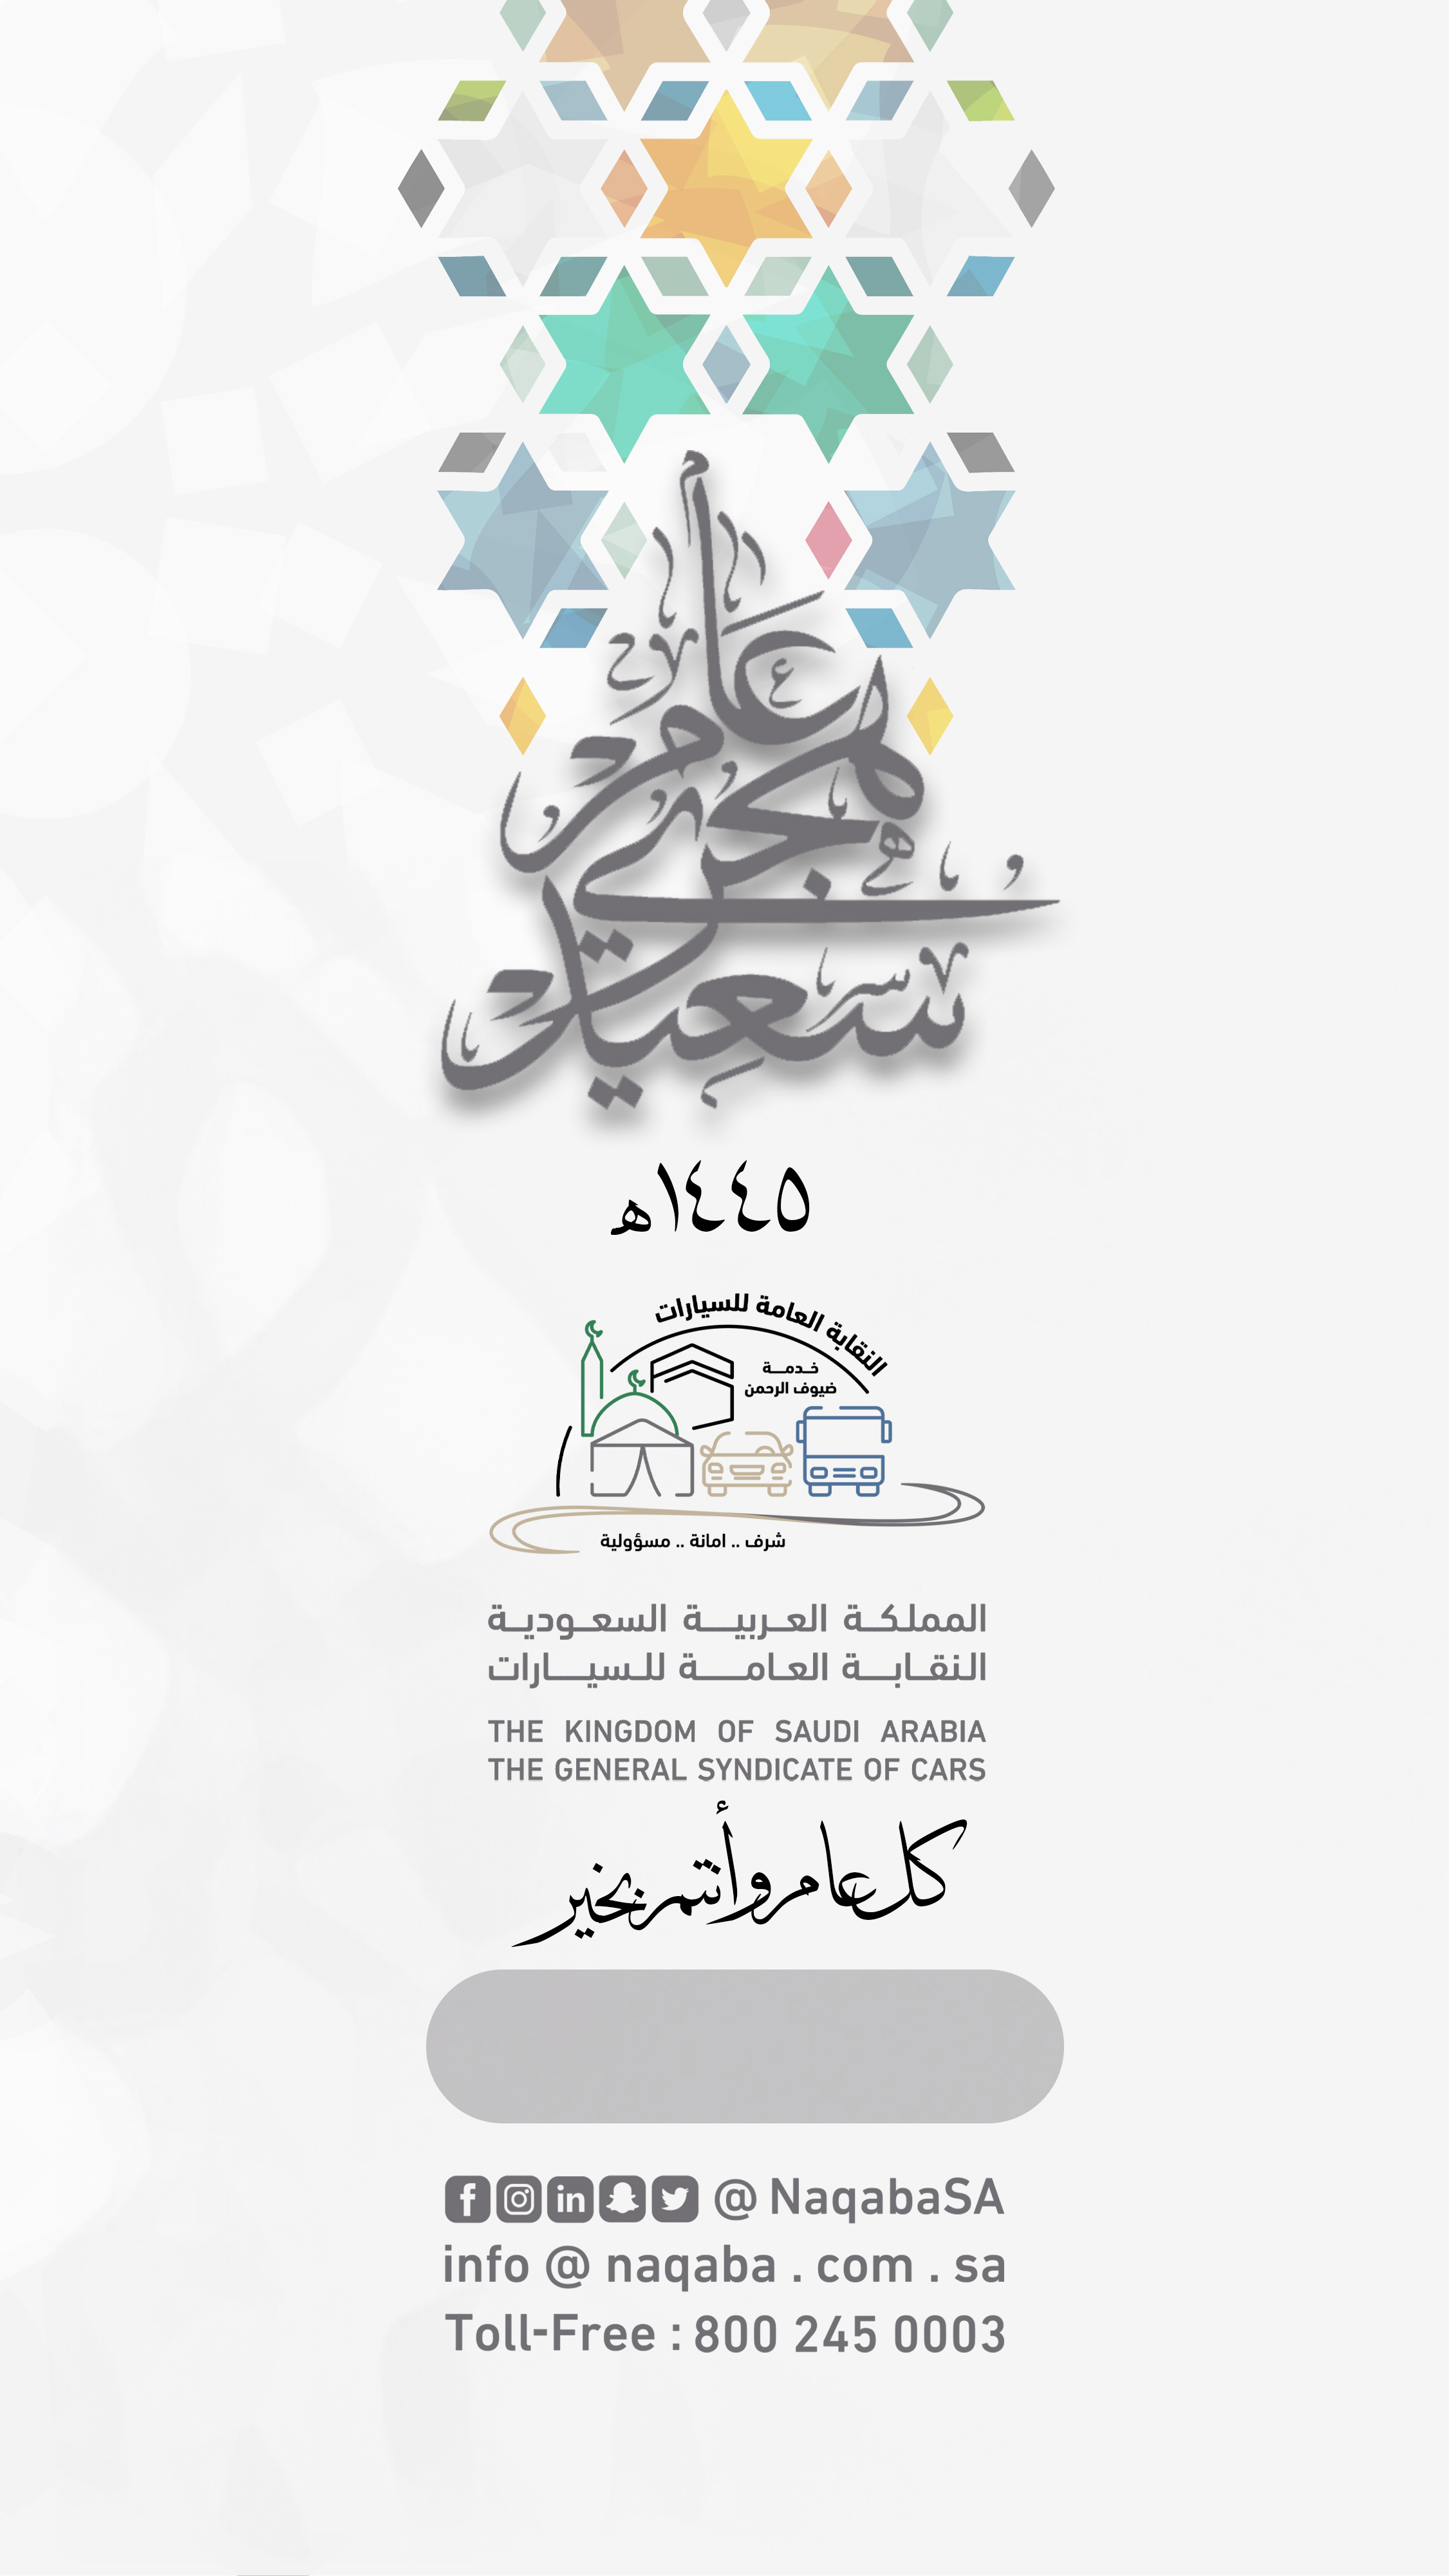 عام
هجري
سعيد
١٤٤٥هـ
النقابة العامة للسيارات
خدمة
ضيوف الرحمن
شرف .. امانة .. مسؤولية
المملكة العربية السعودية
النقابة العامة للسيارات
THE KINGDOM OF SAUDI ARABIA
THE GENERAL SYNDICATE OF CARS
كل عام وأنتم بخير
@ NaqabaSA
info @ naqaba . com . sa
Toll-Free : 800 245 0003